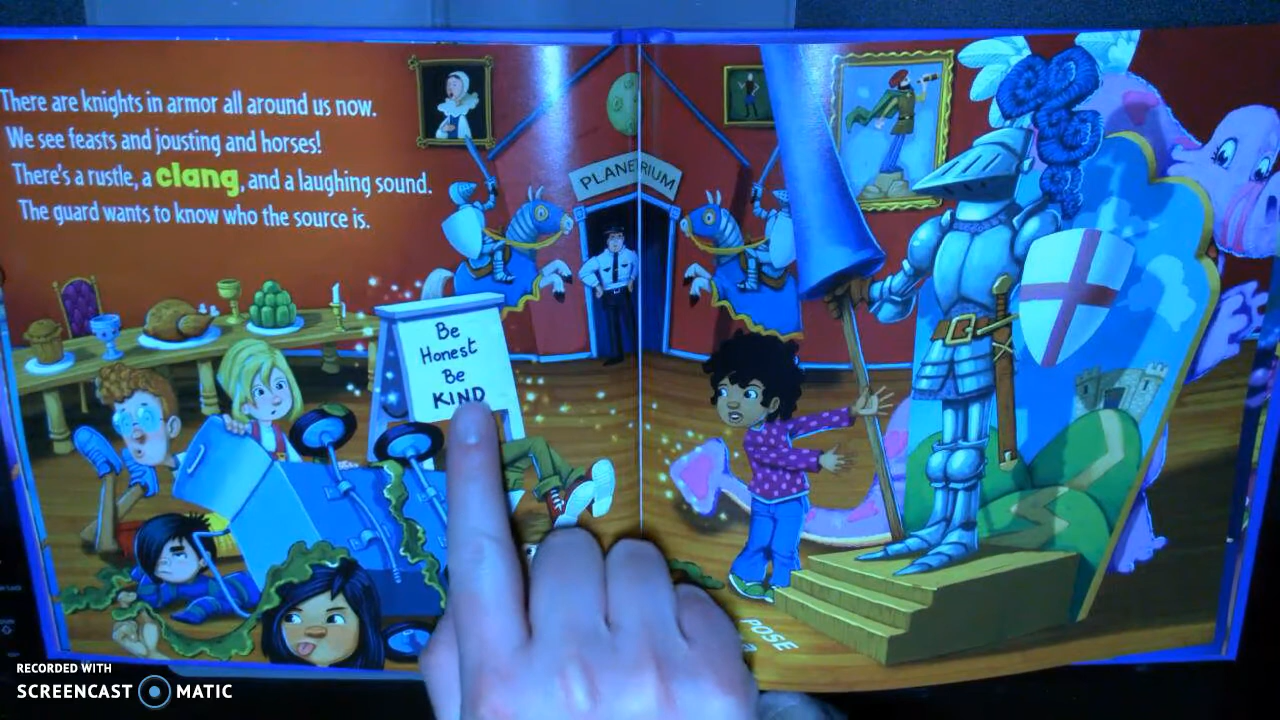 There are knights in armor all around us now.
We see feasts and jousting and horses!
There's a rustle, a clang, and a laughing sound.
The guard wants to know who the source is.
PLANE RIUM
Be
Honest
Be
KIND
POSE
RECORDED WITH
SCREENCAST MATIC